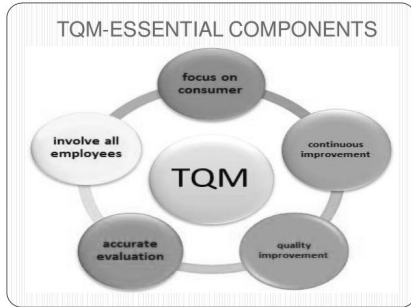 TQM-ESSENTIAL COMPONENTS
focus on
consumer
involve all
employees
continuous
improvement
TQM
accurate
evaluation
quality
improvement